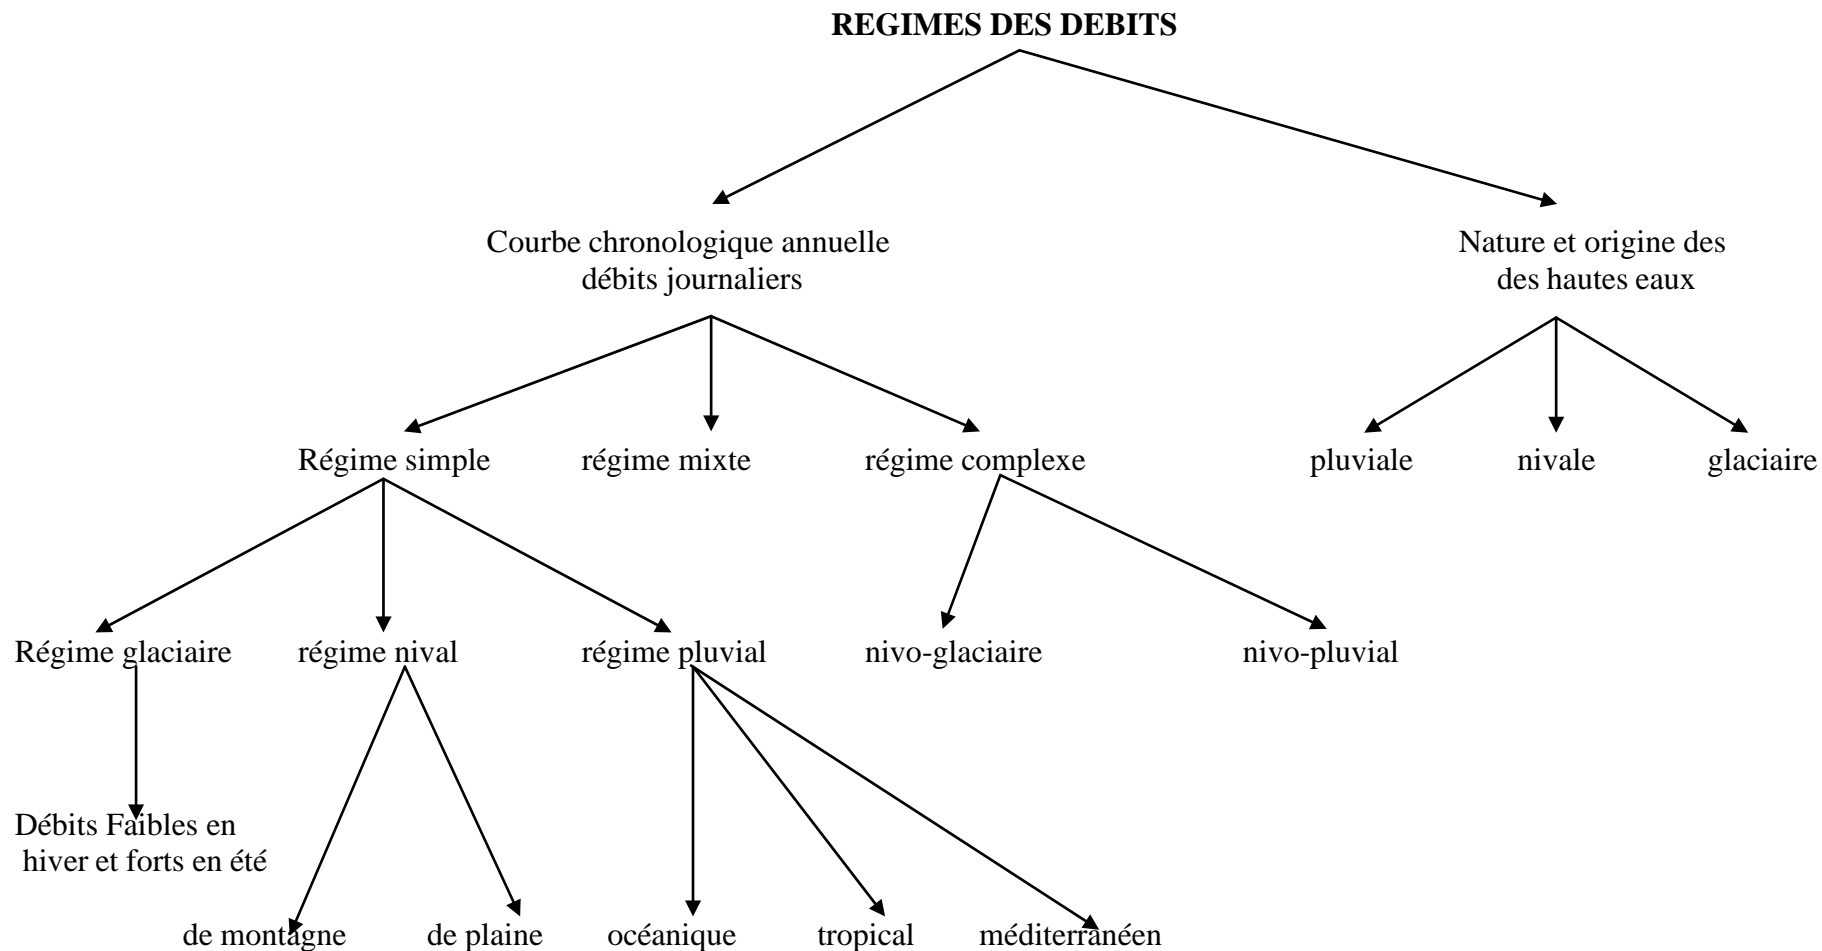 REGIMES DES DEBITS
Courbe chronologique annuelle
débits journaliers
Nature et origine des
des hautes eaux
Régime simple
régime mixte
régime complexe
pluviale
nivale
glaciaire
Régime glaciaire
régime nival
régime pluvial
nivo-glaciaire
nivo-pluvial
Débits Faibles en
hiver et forts en été
de montagne
de plaine
océanique
tropical
méditerranéen